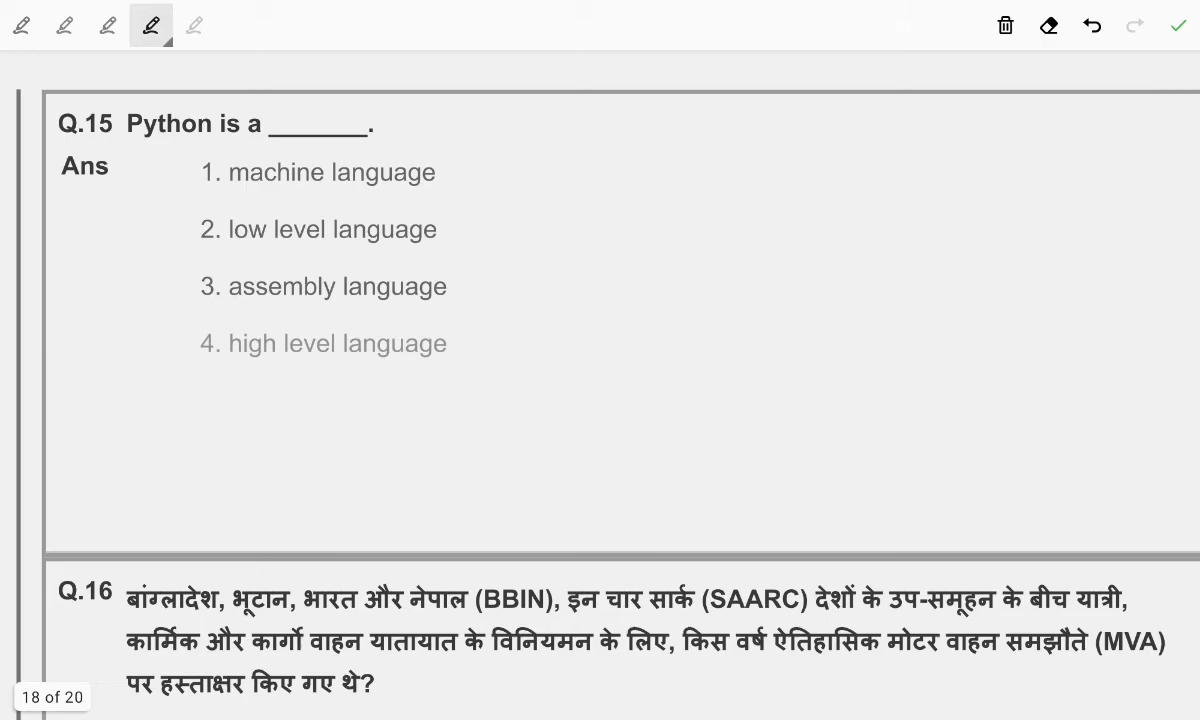 Q.15 Python is a _______.
Ans 1. machine language
2. low level language
3. assembly language
4. high level language
Q.16 बांग्लादेश, भूटान, भारत और नेपाल (BBIN), इन चार सार्क (SAARC) देशों के उप-समूहन के बीच यात्री,
कार्मिक और कार्गो वाहन यातायात के विनियमन के लिए, किस वर्ष ऐतिहासिक मोटर वाहन समझौते (MVA)
पर हस्ताक्षर किए गए थे?
18 of 20